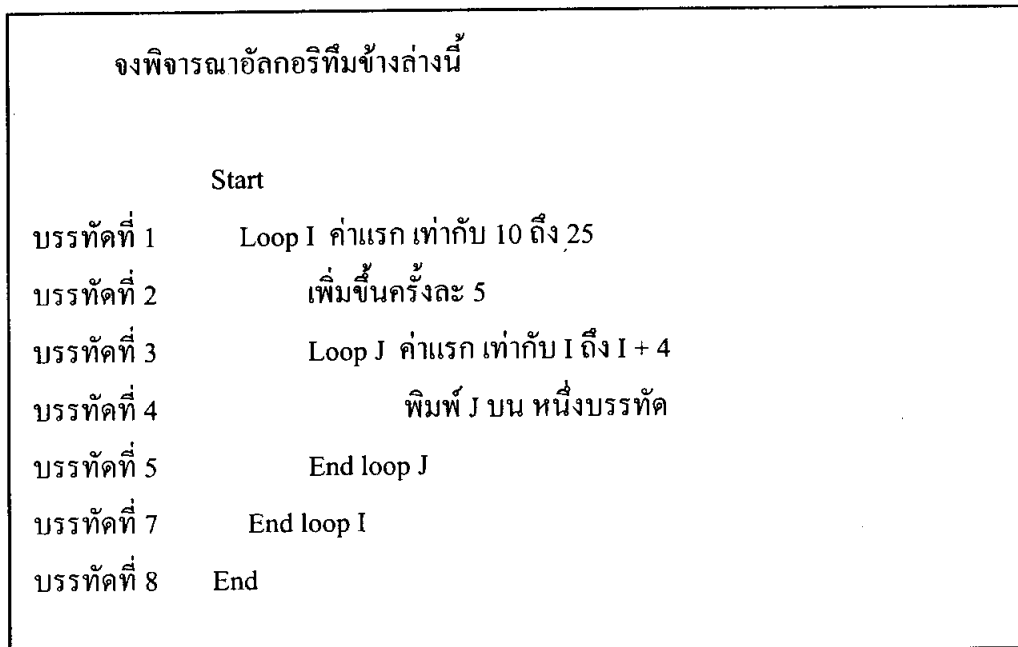 จงพิจารณาอัลกอริทึมข้างล่างนี้
Start
บรรทัดที่ 1 Loop I ค่าแรก เท่ากับ 10 ถึง 25
บรรทัดที่ 2 เพิ่มขึ้นครั้งละ 5
บรรทัดที่ 3 Loop J ค่าแรก เท่ากับ I ถึง I + 4
บรรทัดที่ 4 พิมพ์ J บน หนึ่งบรรทัด
บรรทัดที่ 5 End loop J
บรรทัดที่ 7 End loop I
บรรทัดที่ 8 End